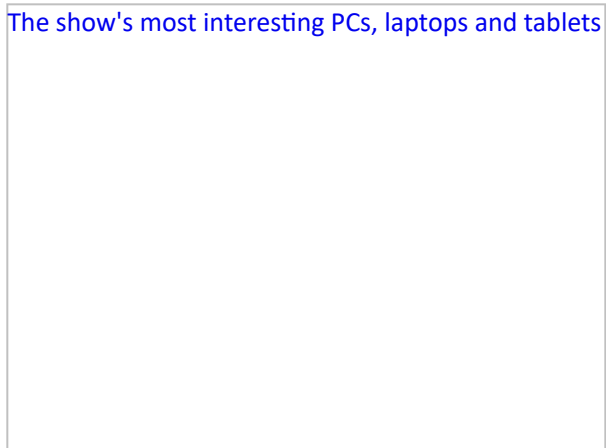 The show's most interesting PCs, laptops and tablets